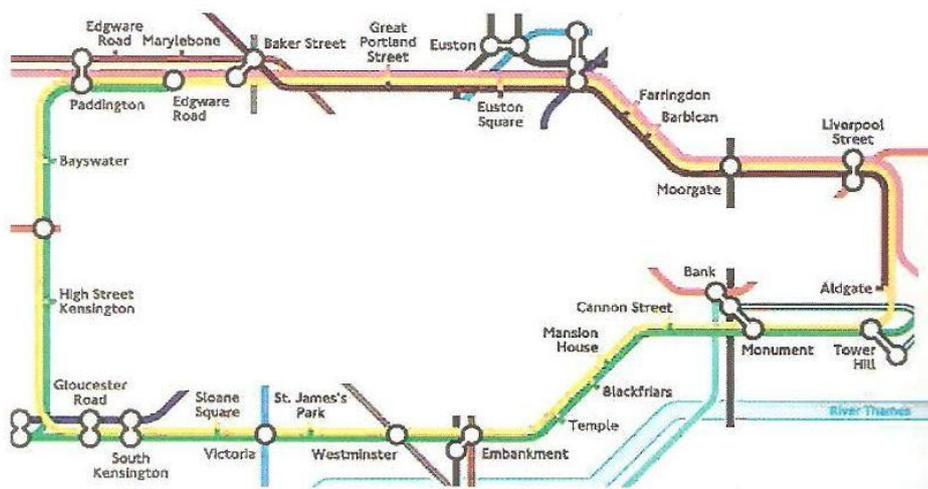 Edgware
Road
Marylebone
Baker Street
Great
Portland
Street
Euston
Paddington
Edgware
Road
Euston
Square
Farringdon
Barbican
Liverpool
Street
Bayswater
Moorgate
High Street
Kensington
Bank
Aldgate
Cannon Street
Mansion
House
Monument
Tower
Hill
Gloucester
Road
Sloane
Square
St. James's
Park
Blackfriars
Temple
River Thames
South
Kensington
Victoria
Westminster
Embankment